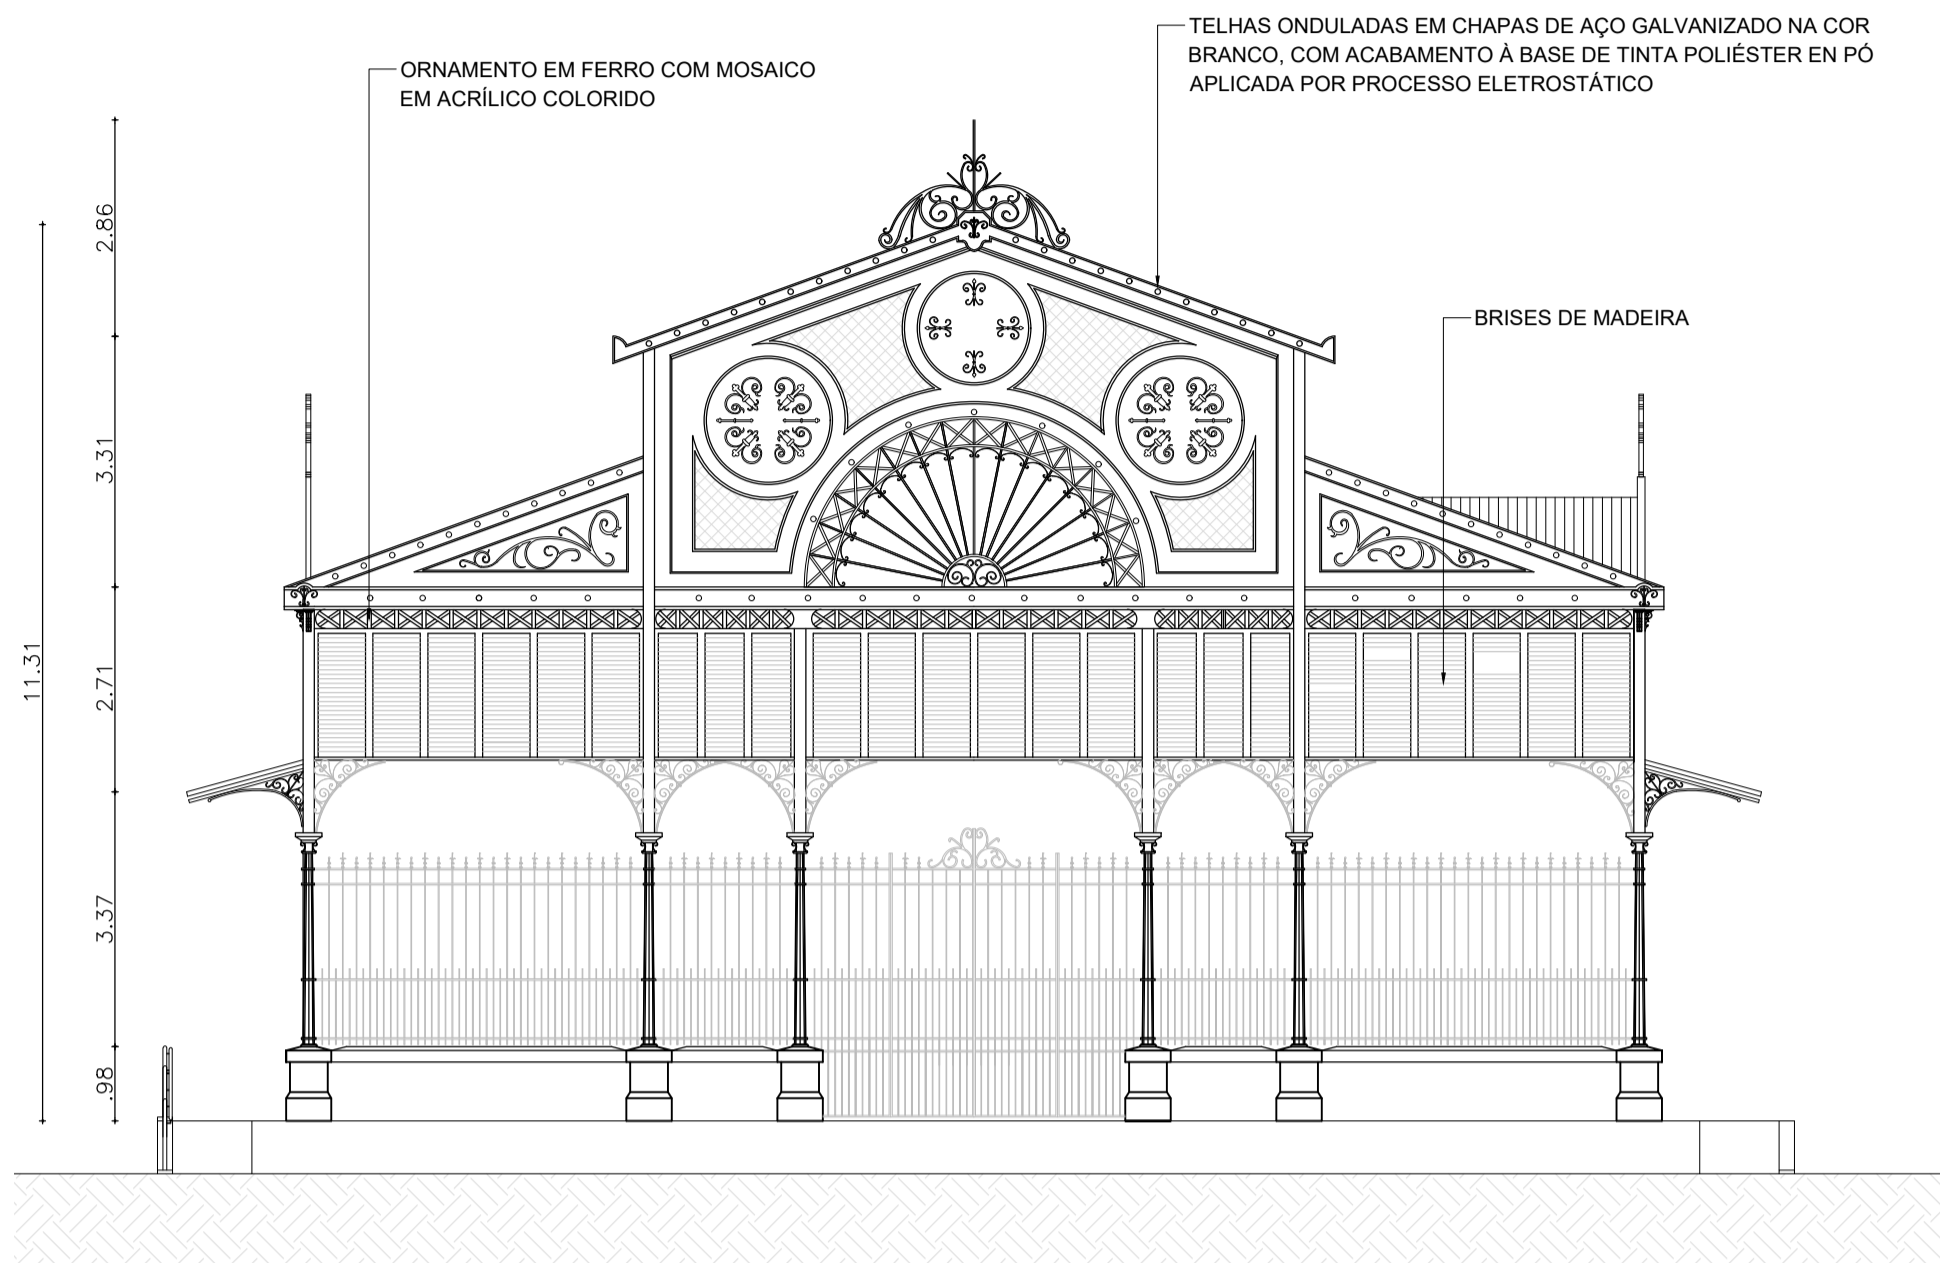 TELHAS ONDULADAS EM CHAPAS DE AÇO GALVANIZADO NA COR
BRANCO, COM ACABAMENTO À BASE DE TINTA POLIÉSTER EN PÓ
APLICADA POR PROCESSO ELETROSTÁTICO
ORNAMENTO EM FERRO COM MOSAICO
EM ACRÍLICO COLORIDO
BRISES DE MADEIRA
2.86
3.31
11.31
2.71
3.37
.98